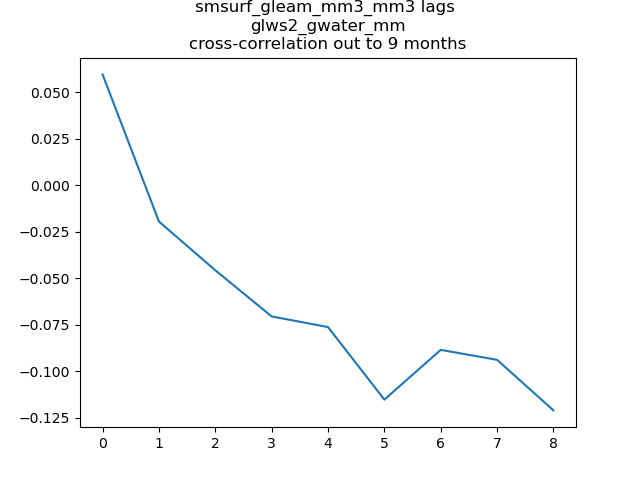 smsurf_gleam_mm3_mm3 lags
glws2_gwater_mm
cross-correlation out to 9 months
0.050
0.025
0.000
−0.025
−0.050
−0.075
−0.100
−0.125
0 1 2 3 4 5 6 7 8